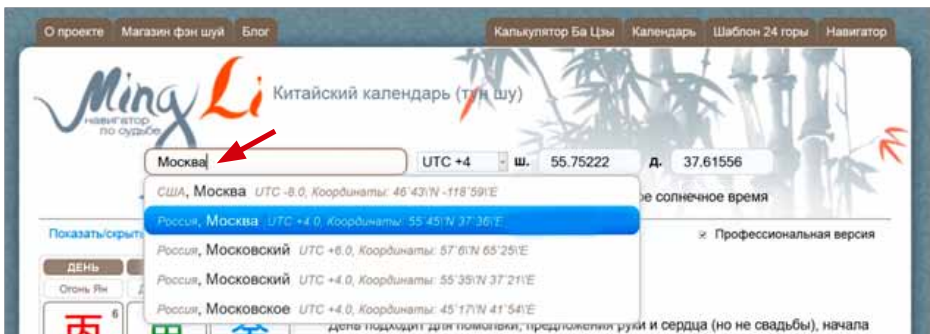 О проекте Магазин фэн шуй Блог Калькулятор Ба Цзы Календарь Шаблон 24 горы Навигатор
Ming Li Китайский календарь (тун шу)
навигатор
по судьбе
Москва UTC +4 ш. 55.75222 д. 37.61556
США, Москва UTC -8.0, Координаты: 46°43\'N -118°59\'E
ое солнечное время
Россия, Москва UTC +4.0, Координаты: 55°45\'N 37°36\'E
Показать/скрыть Профессиональная версия
Россия, Московский UTC +6.0, Координаты: 57°6\'N 65°25\'E
ДЕНЬ
Россия, Московский UTC +4.0, Координаты: 55°35\'N 37°21\'E
Огонь Ян
Россия, Московское UTC +4.0, Координаты: 45°17\'N 41°54\'E
丙 6
День подходит для помолвки, предложения руки и сердца (но не свадьбы), начала